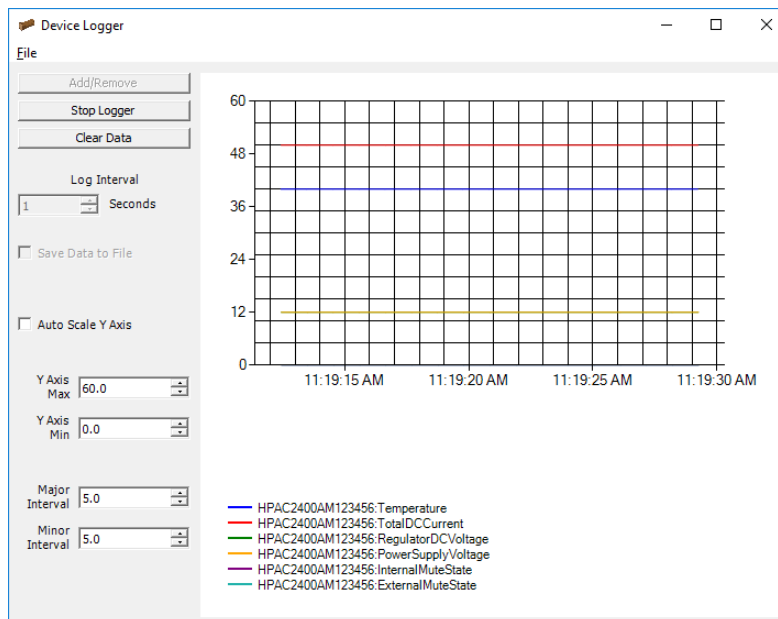 Device Logger
File
Add/Remove
Stop Logger
Clear Data
Log Interval
1 Seconds
Save Data to File
Auto Scale Y Axis
Y Axis
Max
60.0
Y Axis
Min
0.0
Major
Interval
5.0
Minor
Interval
5.0
60
48
36
24
12
0
11:19:15 AM 11:19:20 AM 11:19:25 AM 11:19:30 AM
HPAC2400AM123456:Temperature
HPAC2400AM123456:TotalDCCurrent
HPAC2400AM123456:RegulatorDCVoltage
HPAC2400AM123456:PowerSupplyVoltage
HPAC2400AM123456:InternalMuteState
HPAC2400AM123456:ExternalMuteState